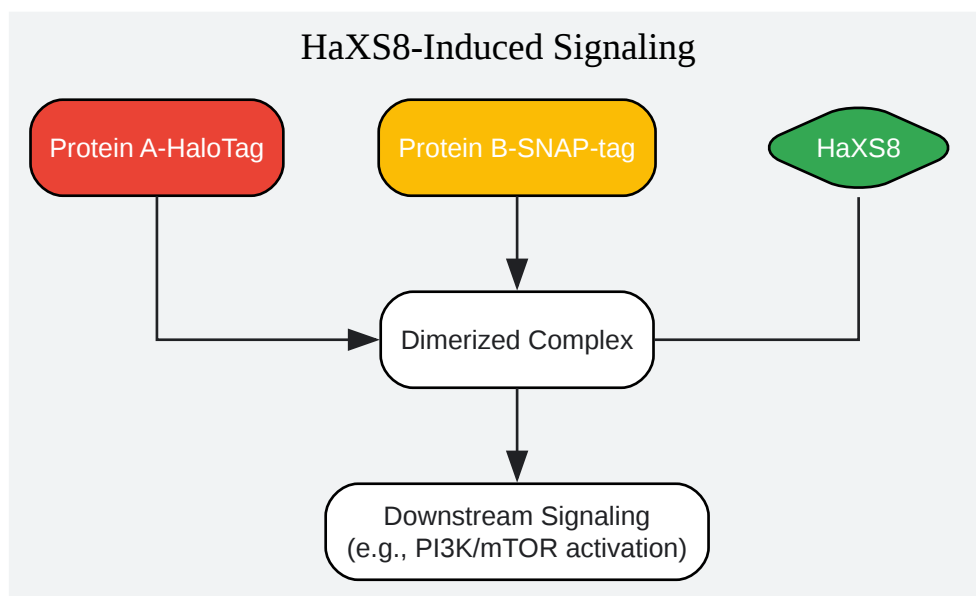 HaXS8-Induced Signaling
Protein A-HaloTag
Protein B-SNAP-tag
HaXS8
Dimerized Complex
Downstream Signaling
(e.g., PI3K/mTOR activation)